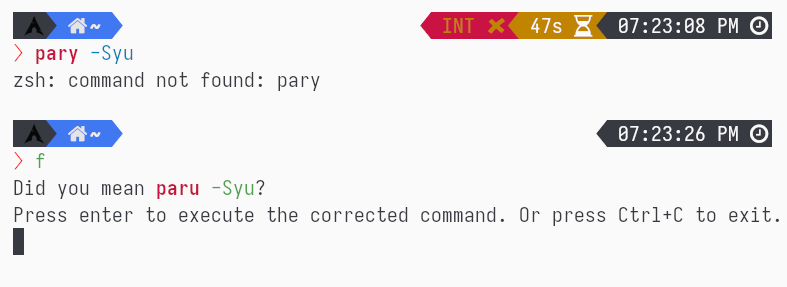 ~ INT ✘ 47s 07:23:08 PM
❯ pary -Syu
zsh: command not found: pary
~ 07:23:26 PM
❯ f
Did you mean paru -Syu?
Press enter to execute the corrected command. Or press Ctrl+C to exit.